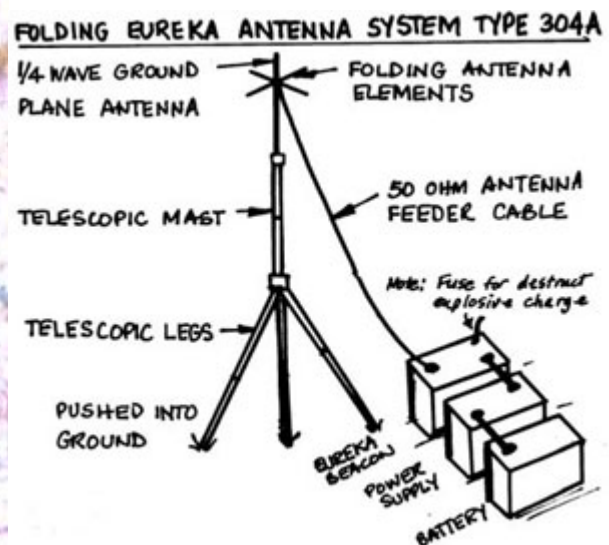 FOLDING EUREKA ANTENNA SYSTEM TYPE 304A
1/4 WAVE GROUND
PLANE ANTENNA
FOLDING ANTENNA
ELEMENTS
TELESCOPIC MAST
50 OHM ANTENNA
FEEDER CABLE
Note: Fuse for destruct
explosive charge
TELESCOPIC LEGS
PUSHED INTO
GROUND
EUREKA
BEACON
POWER
SUPPLY
BATTERY